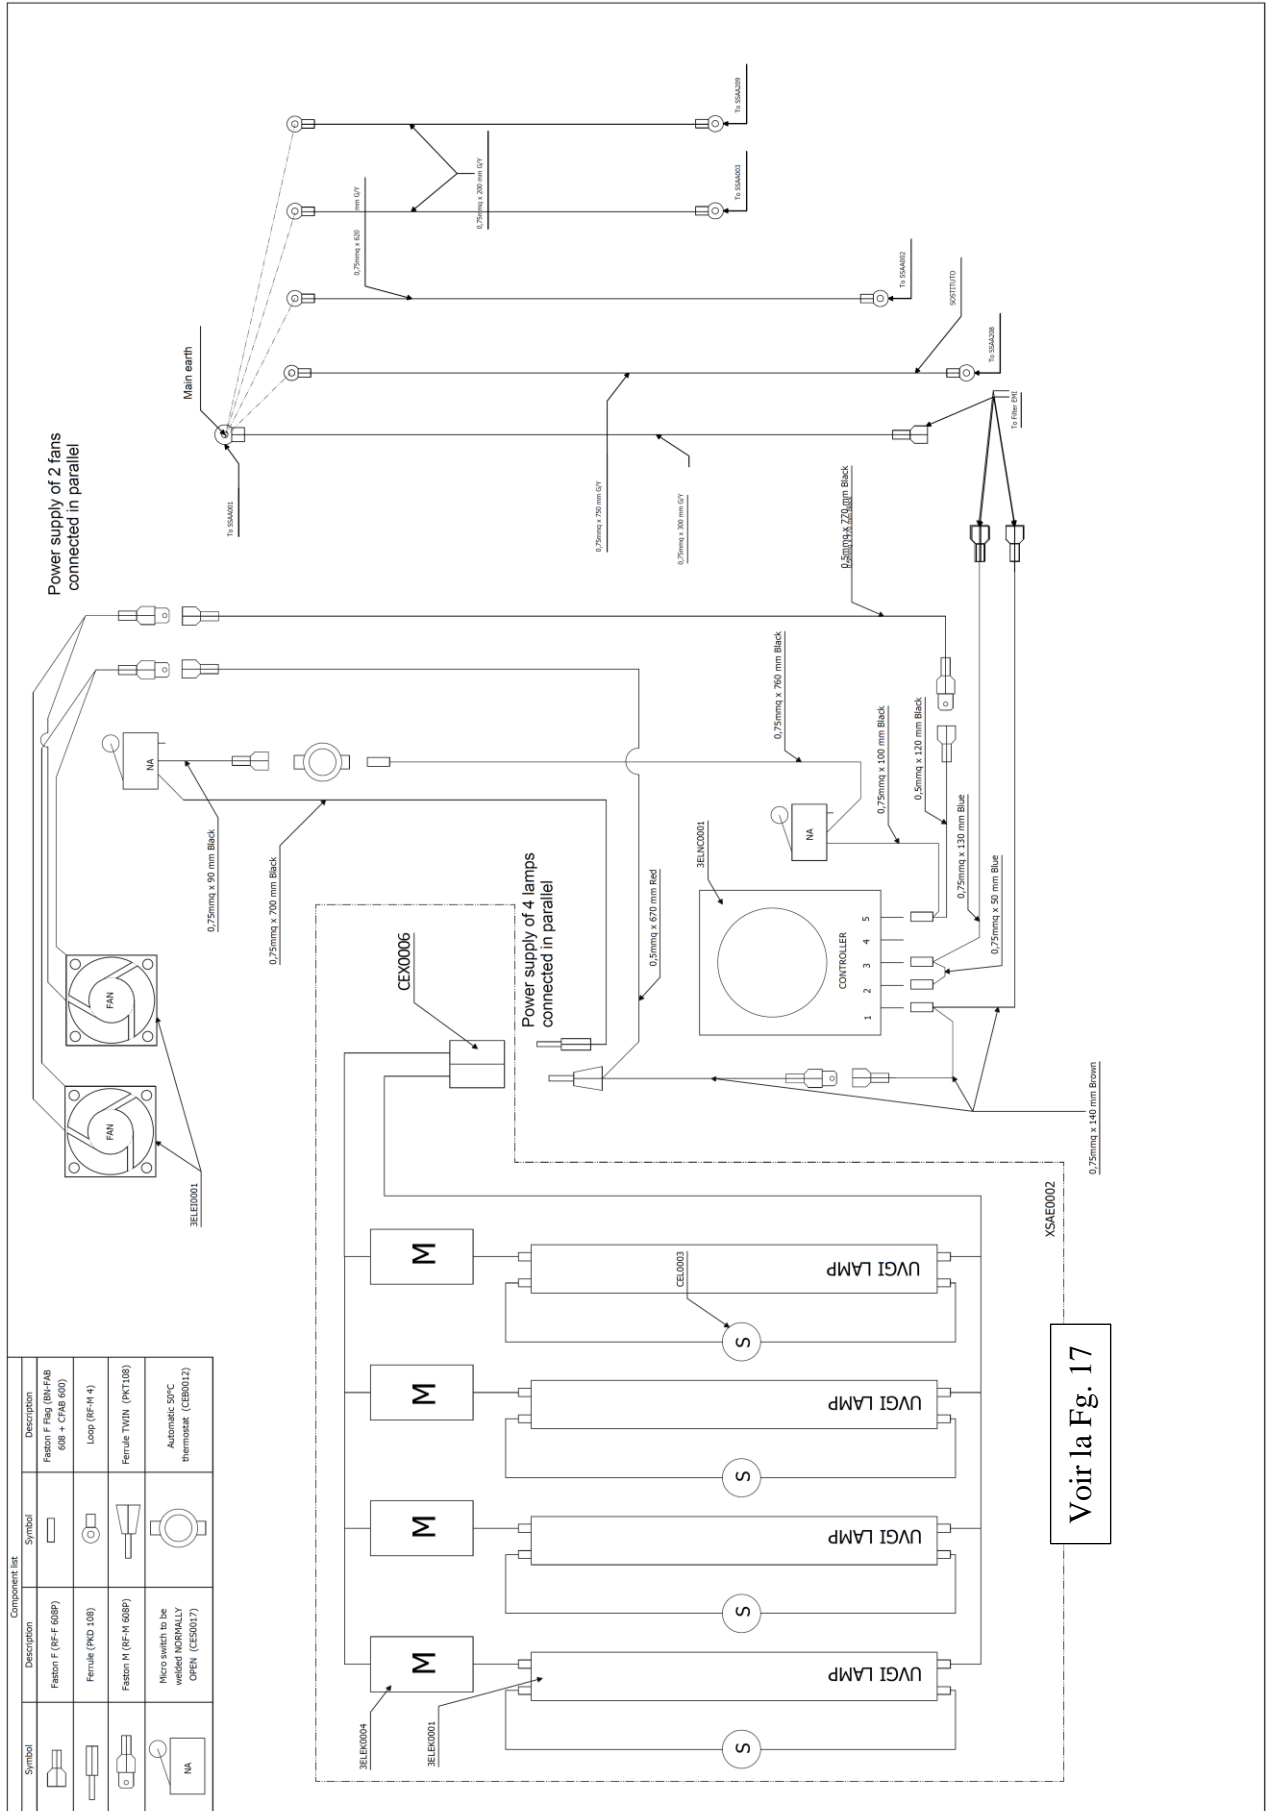 Component list
Symbol
Description
Symbol
Description
Faston F (RF-F 608P)
Faston F Flag (BN-FAB
608 + CFAB 600)
Ferrule (PKD 108)
Loop (RF-M 4)
Faston M (RF-M 608P)
Ferrule TWIN (PKT108)
NA
Micro switch to be
welded NORMALLY
OPEN (CES0017)
Automatic 50°C
thermostat (CEB0012)
Power supply of 2 fans
connected in parallel
FAN
FAN
3ELEI0001
NA
0,75mmq x 90 mm Black
0,75mmq x 700 mm Black
Main earth
To SSAA001
0,75mmq x 620
mm G/Y
0,75mmq x 200 mm G/Y
To SSAA209
To SSAA003
To SSAA002
SOSTITUTO
To SSAA208
To Filter EMI
0,75mmq x 750 mm G/Y
0,75mmq x 300 mm G/Y
0,5mmq x 770 mm Black
0,75mmq x 760 mm Black
0,75mmq x 100 mm Black
0,5mmq x 120 mm Black
0,75mmq x 130 mm Blue
0,75mmq x 50 mm Blue
NA
3ELNC0001
CONTROLLER
1
2
3
4
5
0,5mmq x 670 mm Red
Power supply of 4 lamps
connected in parallel
CEX0006
0,75mmq x 140 mm Brown
XSAE0002
M
M
M
M
UVGI LAMP
UVGI LAMP
UVGI LAMP
UVGI LAMP
S
S
S
S
CEL0003
3ELEK0004
3ELEK0001
Voir la Fg. 17